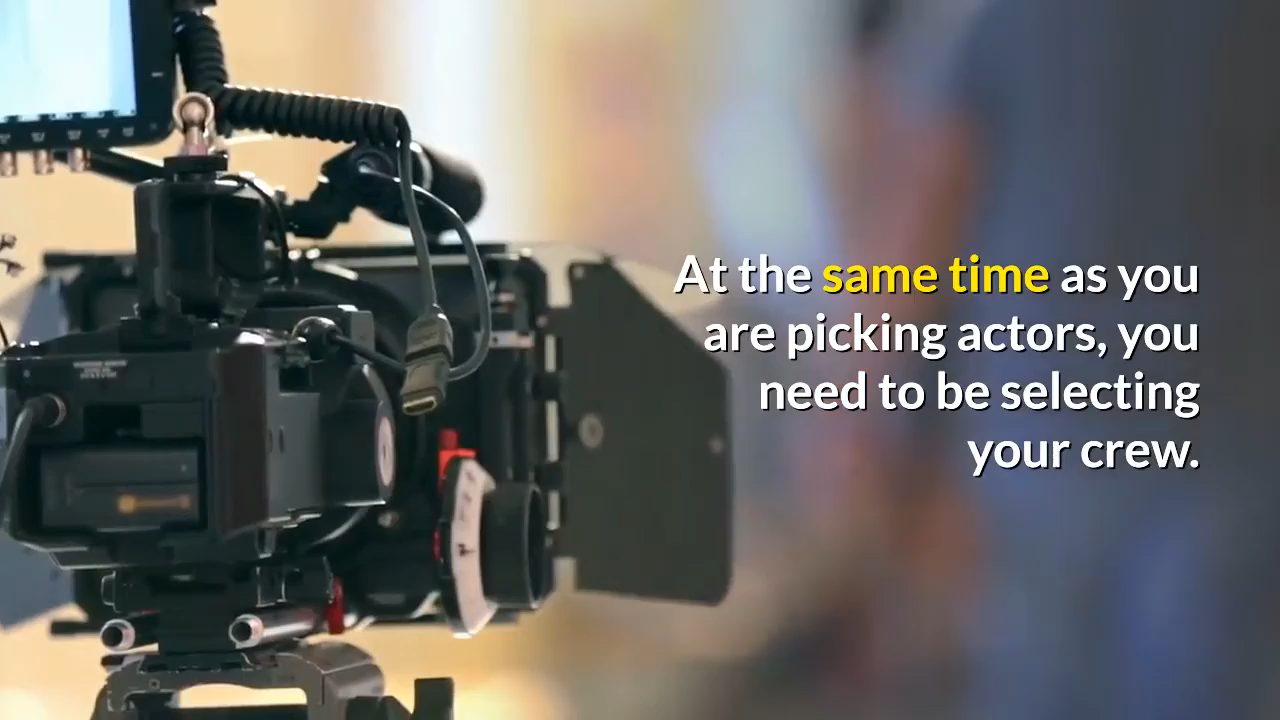 At the same time as you
are picking actors, you
need to be selecting
your crew.